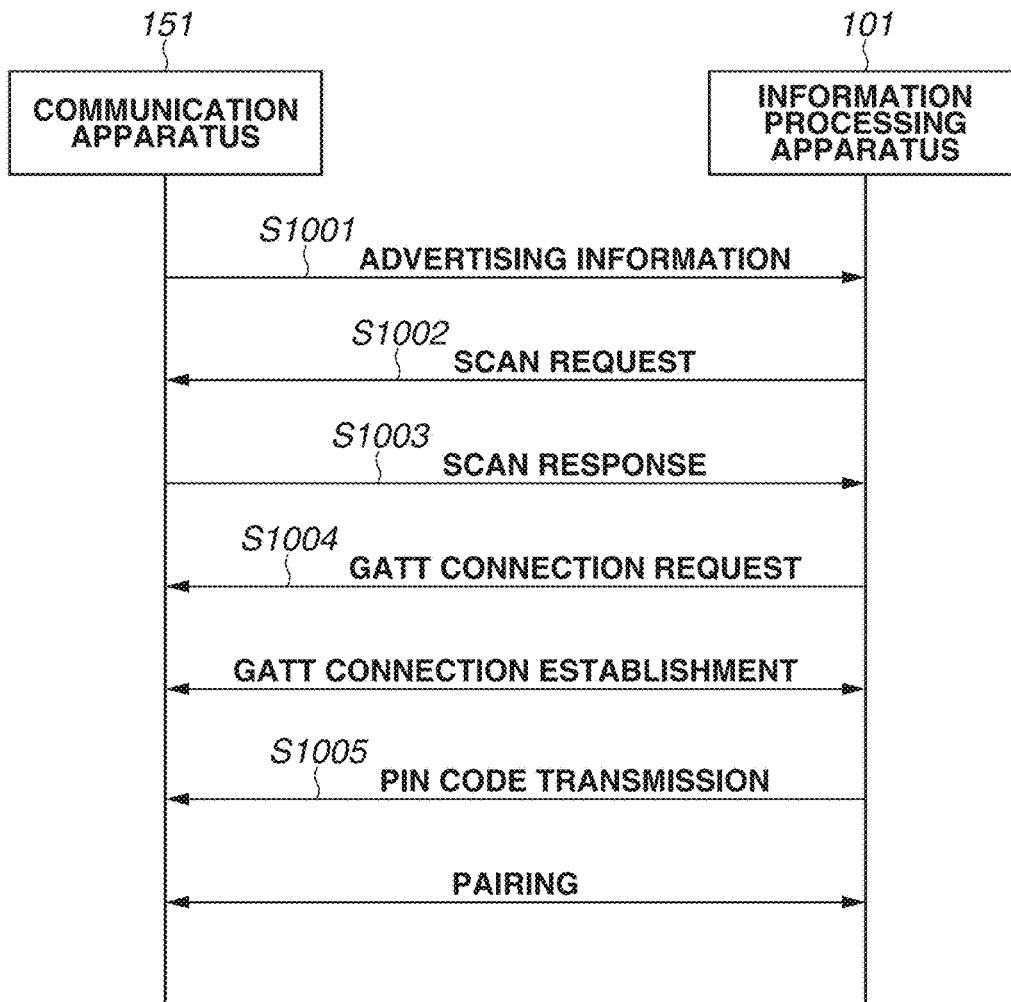 151
101
COMMUNICATION
APPARATUS
INFORMATION
PROCESSING
APPARATUS
S1001
ADVERTISING INFORMATION
S1002
SCAN REQUEST
S1003
SCAN RESPONSE
S1004
GATT CONNECTION REQUEST
GATT CONNECTION ESTABLISHMENT
S1005
PIN CODE TRANSMISSION
PAIRING